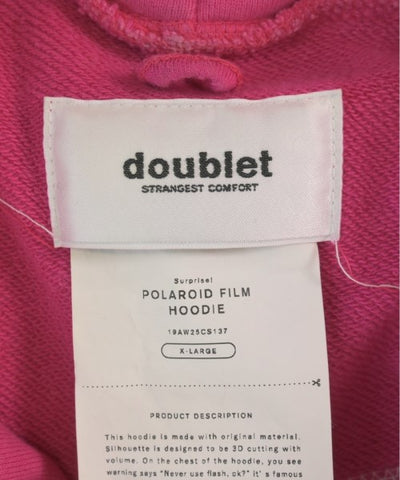 doublet
STRANGEST COMFORT
Surprise!
POLAROID FILM
HOODIE
19AW25CS137
X-LARGE
PRODUCT DESCRIPTION
This hoodie is made with original material.
Silhouette is designed to be 3D cutting with
volume. On the chest of the hoodie, you see
warning says "Never use flash, ok?" it's famous